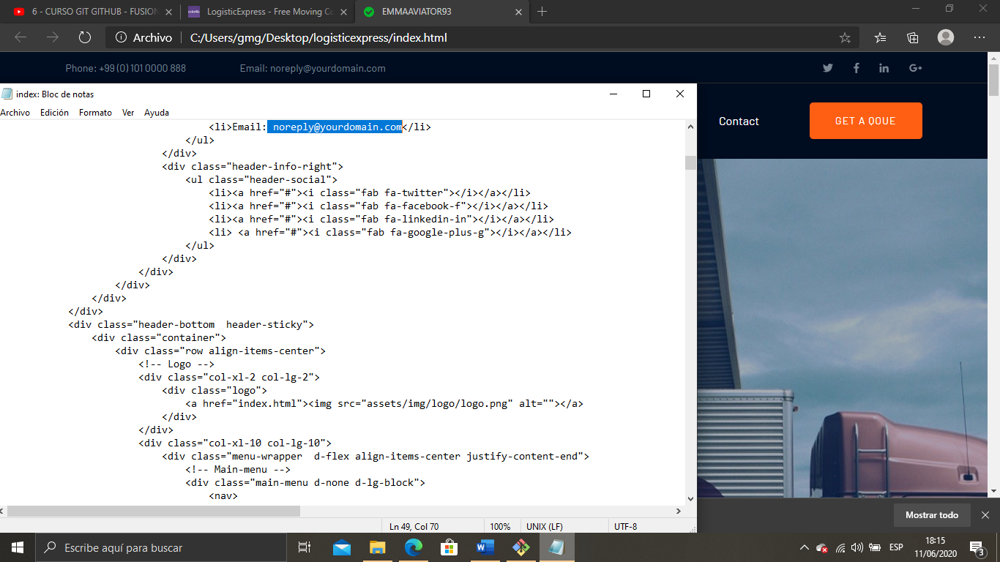 6 - CURSO GIT GITHUB - FUSION
LogisticExpress - Free Moving Co
EMMAAVIATOR93
Archivo
C:/Users/gmg/Desktop/logisticexpress/index.html
Phone: +99 (0) 101 0000 888
Email: noreply@yourdomain.com
Contact
GET A QOUE
index: Bloc de notas
Archivo Edición Formato Ver Ayuda
<li>Email: noreply@yourdomain.com</li>
</ul>
</div>
<div class="header-info-right">
<ul class="header-social">
<li><a href="#"><i class="fab fa-twitter"></i></a></li>
<li><a href="#"><i class="fab fa-facebook-f"></i></a></li>
<li><a href="#"><i class="fab fa-linkedin-in"></i></a></li>
<li> <a href="#"><i class="fab fa-google-plus-g"></i></a></li>
</ul>
</div>
</div>
</div>
</div>
</div>
<div class="header-bottom  header-sticky">
<div class="container">
<div class="row align-items-center">
<!-- Logo -->
<div class="col-xl-2 col-lg-2">
<div class="logo">
<a href="index.html"><img src="assets/img/logo/logo.png" alt=""></a>
</div>
</div>
<div class="col-xl-10 col-lg-10">
<div class="menu-wrapper  d-flex align-items-center justify-content-end">
<!-- Main-menu -->
<div class="main-menu d-none d-lg-block">
<nav>
Ln 49, Col 70
100%
UNIX (LF)
UTF-8
Mostrar todo
Escribe aquí para buscar
ESP
18:15
11/06/2020
3